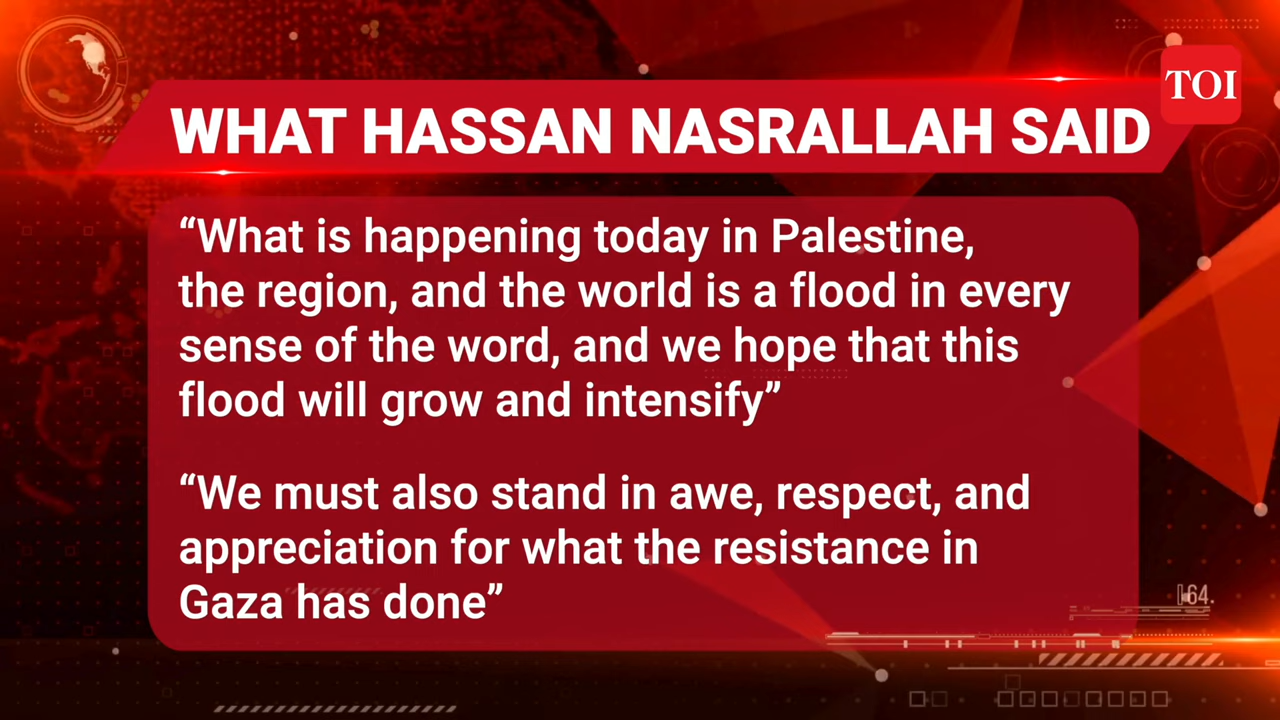 TOI
WHAT HASSAN NASRALLAH SAID
“What is happening today in Palestine,
the region, and the world is a flood in every
sense of the word, and we hope that this
flood will grow and intensify”
“We must also stand in awe, respect, and
appreciation for what the resistance in
Gaza has done”
64.